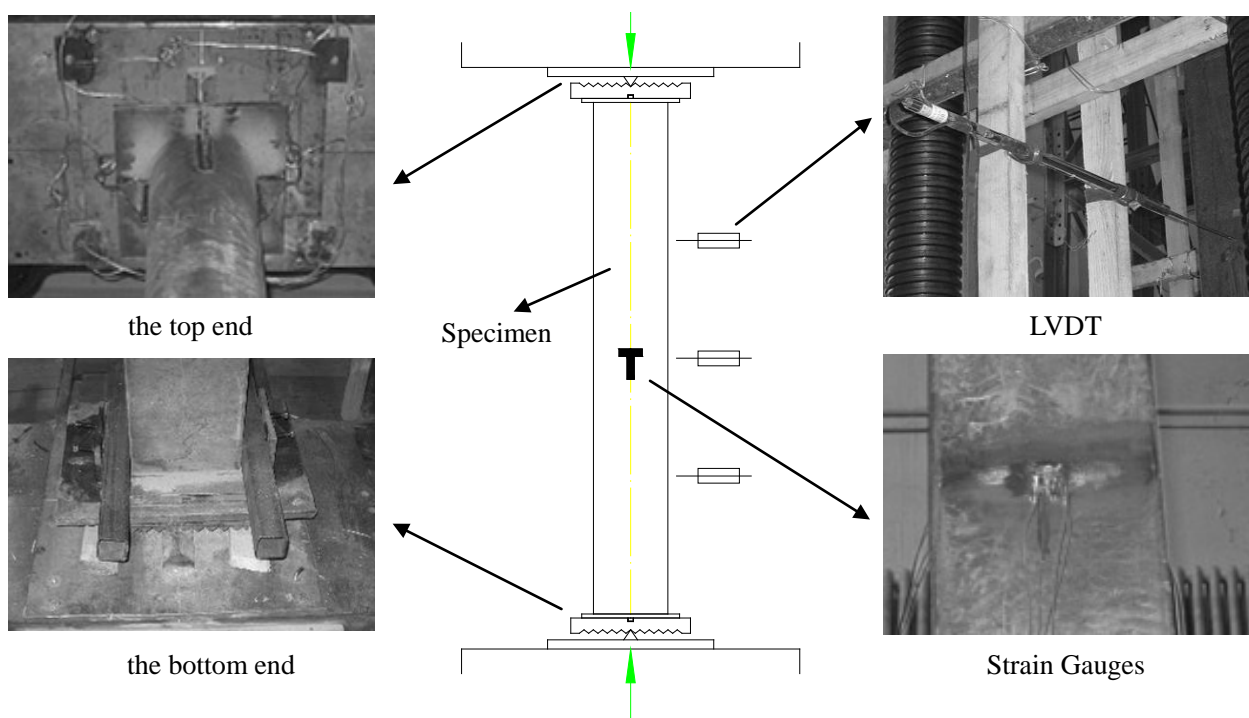 the top end
Specimen
LVDT
the bottom end
Strain Gauges